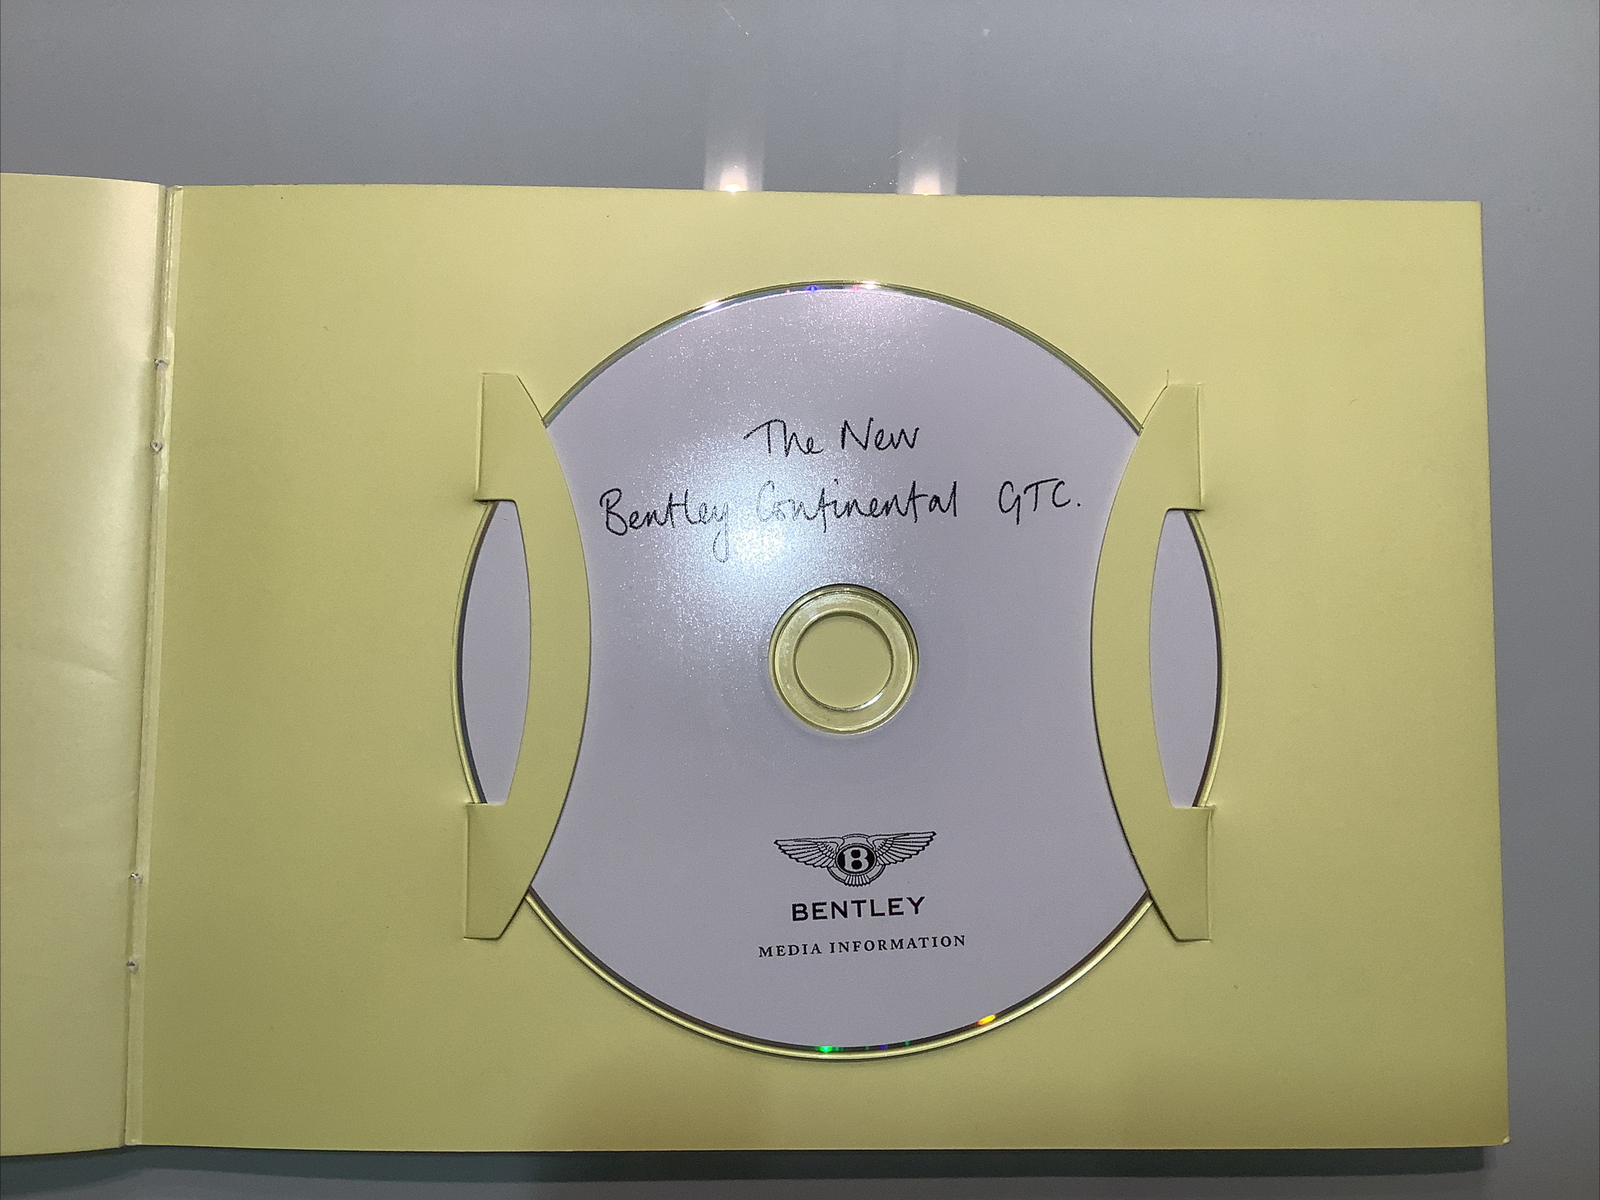 The New
Bentley Continental GTC.
B
BENTLEY
MEDIA INFORMATION